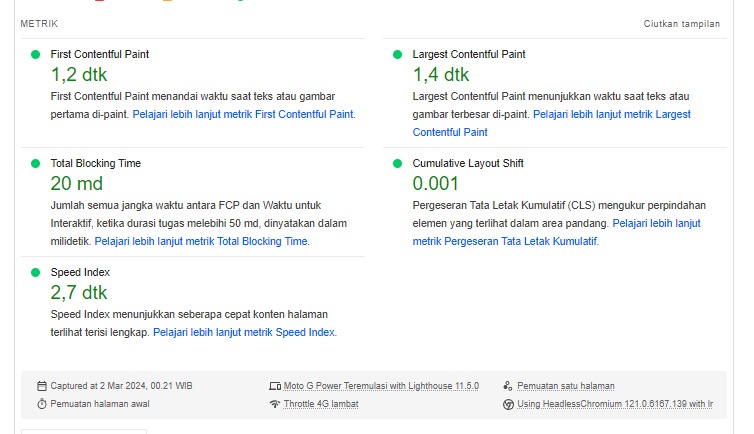 METRIK
Ciutkan tampilan
First Contentful Paint
1,2 dtk
First Contentful Paint menandai waktu saat teks atau gambar
pertama di-paint. Pelajari lebih lanjut metrik First Contentful Paint.
Largest Contentful Paint
1,4 dtk
Largest Contentful Paint menunjukkan waktu saat teks atau
gambar terbesar di-paint. Pelajari lebih lanjut metrik Largest
Contentful Paint
Total Blocking Time
20 md
Jumlah semua jangka waktu antara FCP dan Waktu untuk
Interaktif, ketika durasi tugas melebihi 50 md, dinyatakan dalam
milidetik. Pelajari lebih lanjut metrik Total Blocking Time.
Cumulative Layout Shift
0.001
Pergeseran Tata Letak Kumulatif (CLS) mengukur perpindahan
elemen yang terlihat dalam area pandang. Pelajari lebih lanjut
metrik Pergeseran Tata Letak Kumulatif.
Speed Index
2,7 dtk
Speed Index menunjukkan seberapa cepat konten halaman
terlihat terisi lengkap. Pelajari lebih lanjut metrik Speed Index.
Captured at 2 Mar 2024, 00.21 WIB
Moto G Power Teremulasi with Lighthouse 11.5.0
Pemuatan satu halaman
Pemuatan halaman awal
Throttle 4G lambat
Using HeadlessChromium 121.0.6167.139 with lr